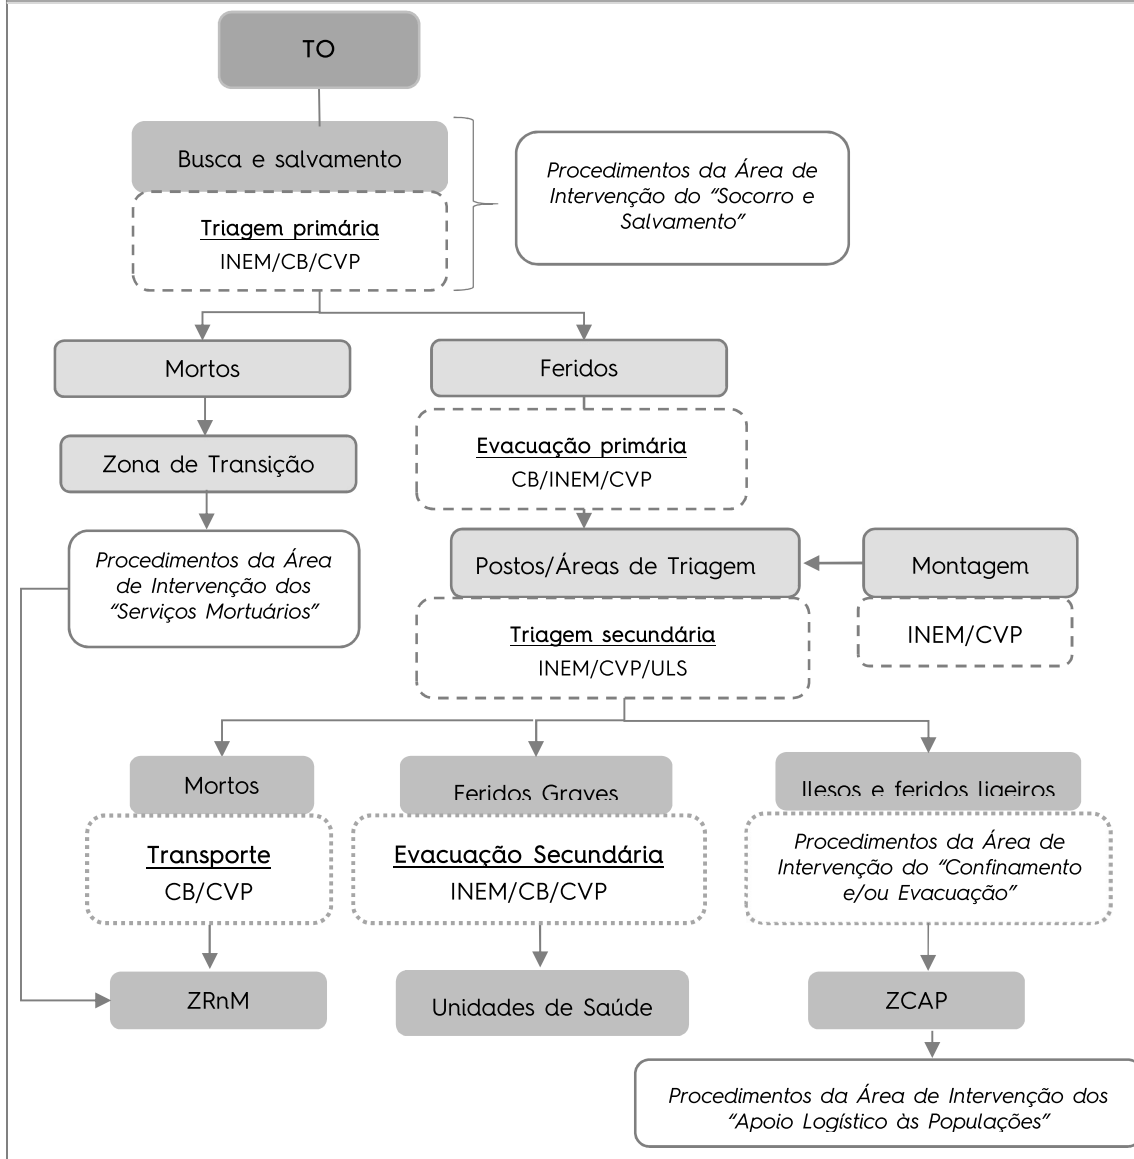 TO
Busca e salvamento
Triagem primária
INEM/CB/CVP
Procedimentos da Área de
Intervenção do “Socorro e
Salvamento”
Mortos
Feridos
Zona de Transição
Evacuação primária
CB/INEM/CVP
Procedimentos da Área
de Intervenção dos
“Serviços Mortuários”
Postos/Áreas de Triagem
Montagem
Triagem secundária
INEM/CVP/ULS
INEM/CVP
Mortos
Feridos Graves
Ilesos e feridos ligeiros
Transporte
CB/CVP
Evacuação Secundária
INEM/CB/CVP
Procedimentos da Área de
Intervenção do “Confinamento
e/ou Evacuação”
ZRnM
Unidades de Saúde
ZCAP
Procedimentos da Área de Intervenção dos
“Apoio Logístico às Populações”